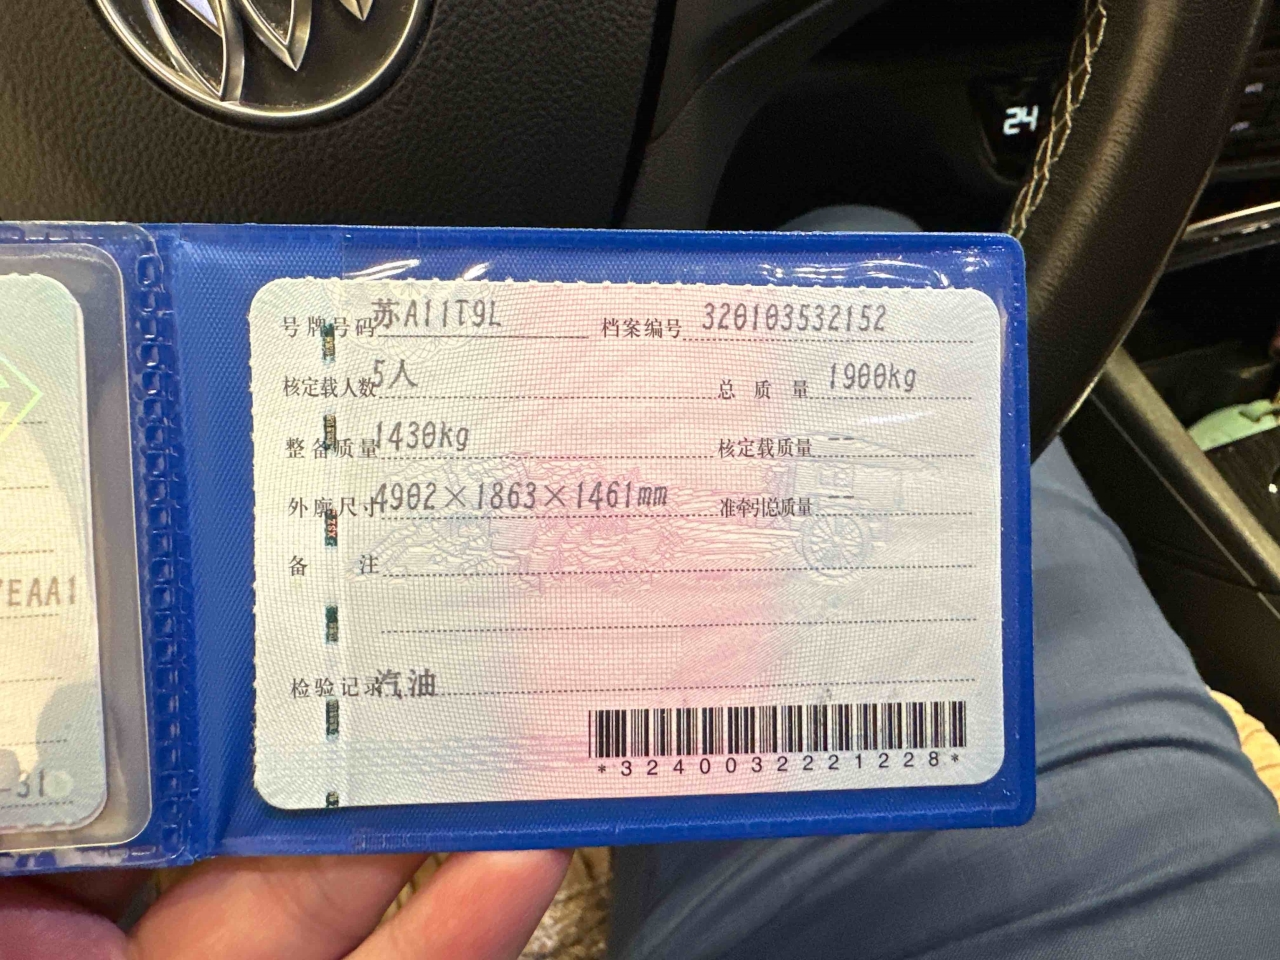 24
号牌号码 苏A11T9L 档案编号 320103532152
核定载人数 5人 总质量 1900kg
整备质量 1430kg 核定载质量 --
外廓尺寸 4902×1863×1461mm 准牵引总质量 --
备注
YEAA1
检验记录 汽油
-31
*3240032221228*